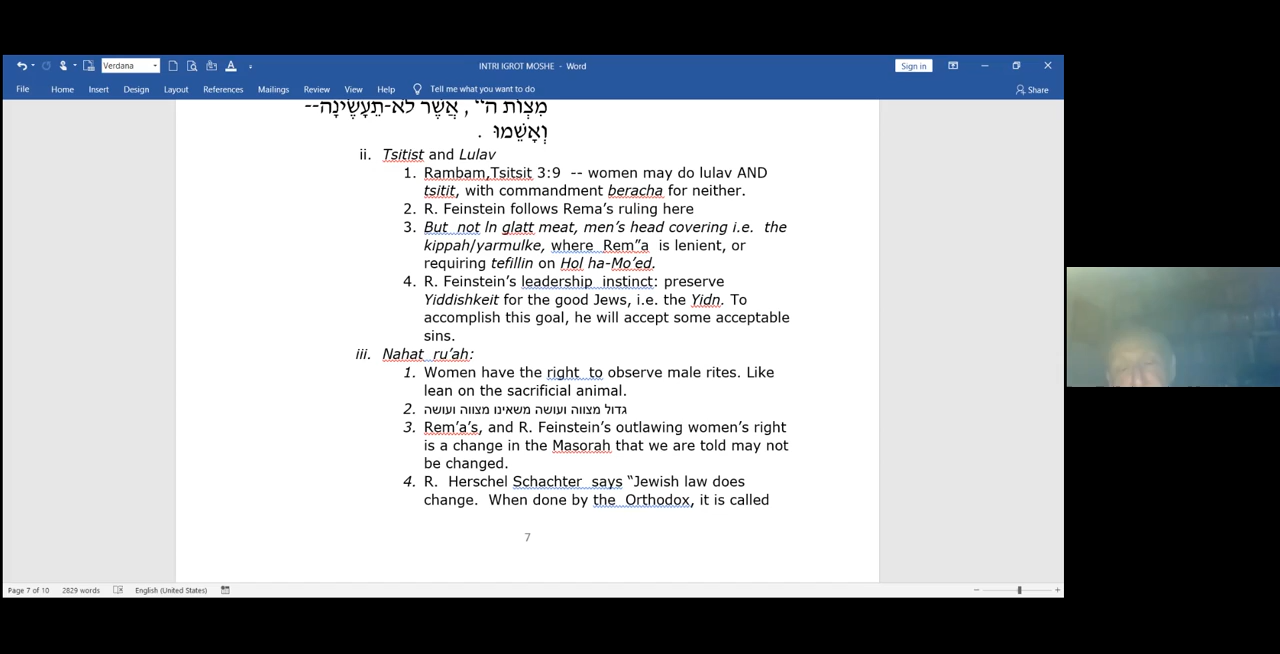 Verdana
INTRI IGROT MOSHE - Word
Sign in
File Home Insert Design Layout References Mailings Review View Help Tell me what you want to do Share
מִצְו‍ֹת ה'', אֲשֶׁר לֹא-תֵעָשֶׂינָה--
וְאָשֵׁמוּ .
ii. Tsitist and Lulav
1. Rambam,Tsitsit 3:9 -- women may do lulav AND
tsitit, with commandment beracha for neither.
2. R. Feinstein follows Rema's ruling here
3. But not ln glatt meat, men's head covering i.e. the
kippah/yarmulke, where Rem"a is lenient, or
requiring tefillin on Hol ha-Mo'ed.
4. R. Feinstein's leadership instinct: preserve
Yiddishkeit for the good Jews, i.e. the Yidn. To
accomplish this goal, he will accept some acceptable
sins.
iii. Nahat ru'ah:
1. Women have the right to observe male rites. Like
lean on the sacrificial animal.
2. גדול מצווה ועושה משאינו מצווה ועושה
3. Rem'a's, and R. Feinstein's outlawing women's right
is a change in the Masorah that we are told may not
be changed.
4. R. Herschel Schachter says "Jewish law does
change. When done by the Orthodox, it is called
7
Page 7 of 10 2829 words English (United States)